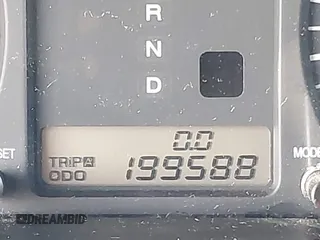 R
N
D
0.0
TRIP A
ODO 199588
SET
MODE
DREAMBID